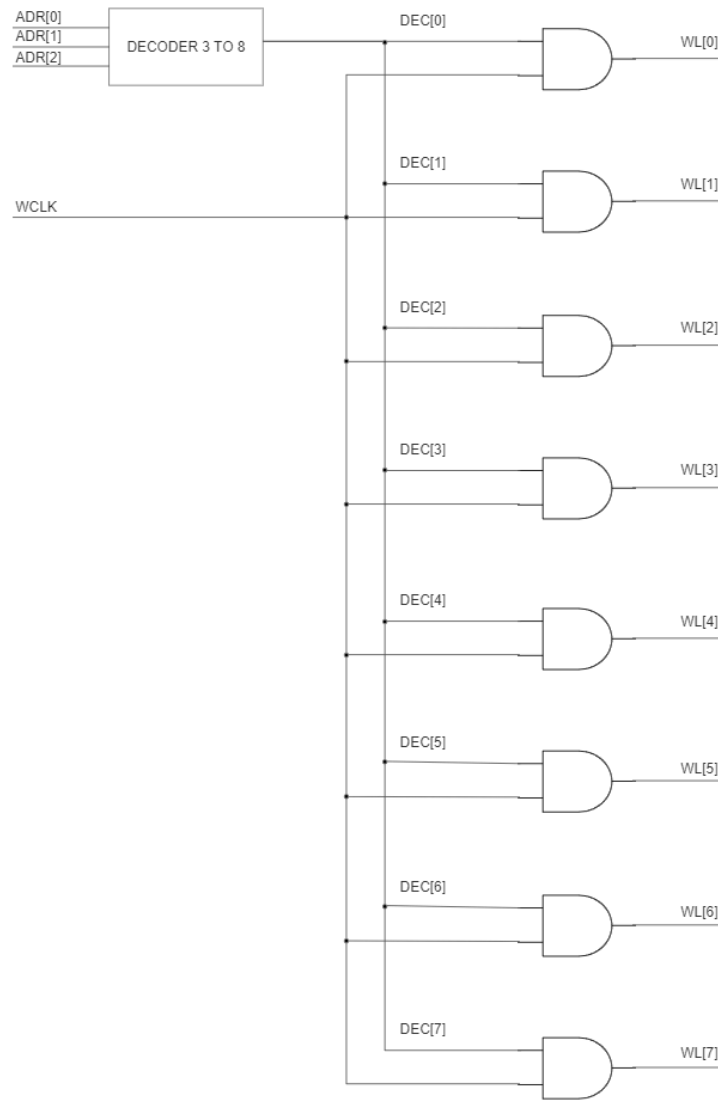 ADR[0]
ADR[1]
ADR[2]
DECODER 3 TO 8
DEC[0]
WL[0]
DEC[1]
WL[1]
WCLK
DEC[2]
WL[2]
DEC[3]
WL[3]
DEC[4]
WL[4]
DEC[5]
WL[5]
DEC[6]
WL[6]
DEC[7]
WL[7]